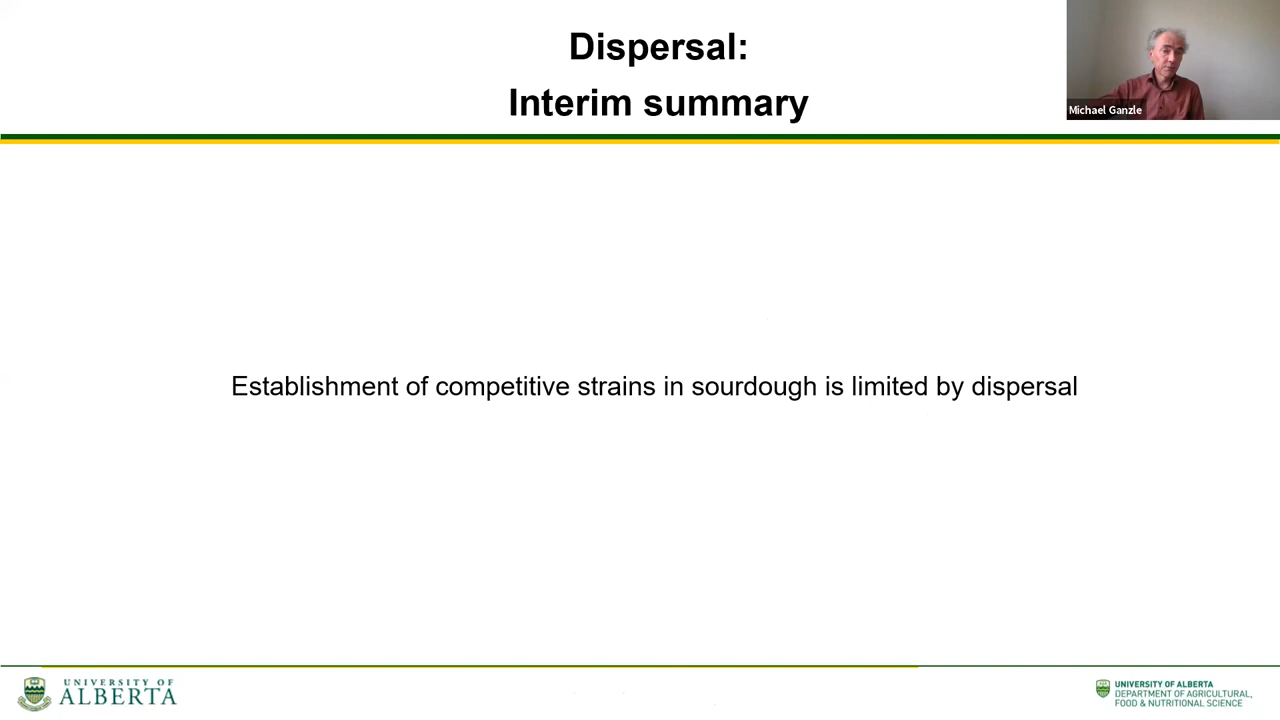 Dispersal:
Interim summary
Michael Ganzle
Establishment of competitive strains in sourdough is limited by dispersal
UNIVERSITY OF
ALBERTA
UNIVERSITY OF ALBERTA
DEPARTMENT OF AGRICULTURAL,
FOOD & NUTRITIONAL SCIENCE